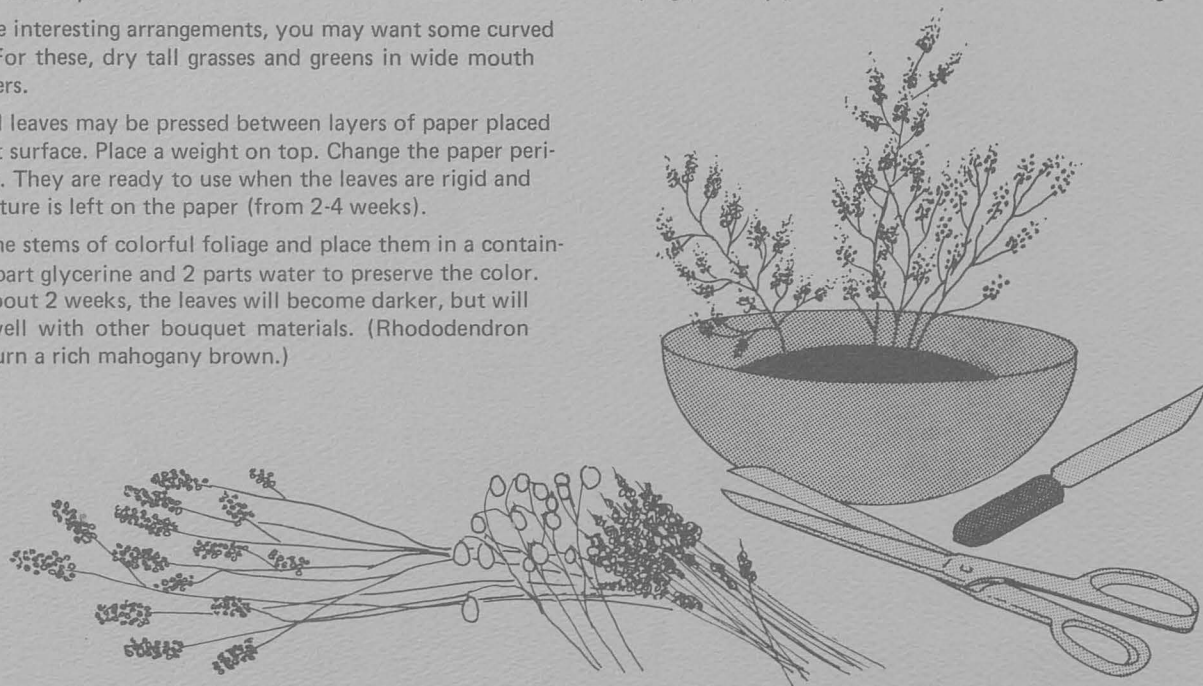 e interesting arrangements, you may want some curved
For these, dry tall grasses and greens in wide mouth
ers.
l leaves may be pressed between layers of paper placed
t surface. Place a weight on top. Change the paper peri-
. They are ready to use when the leaves are rigid and
ture is left on the paper (from 2-4 weeks).
ne stems of colorful foliage and place them in a contain-
part glycerine and 2 parts water to preserve the color.
bout 2 weeks, the leaves will become darker, but will
vell with other bouquet materials. (Rhododendron
urn a rich mahogany brown.)